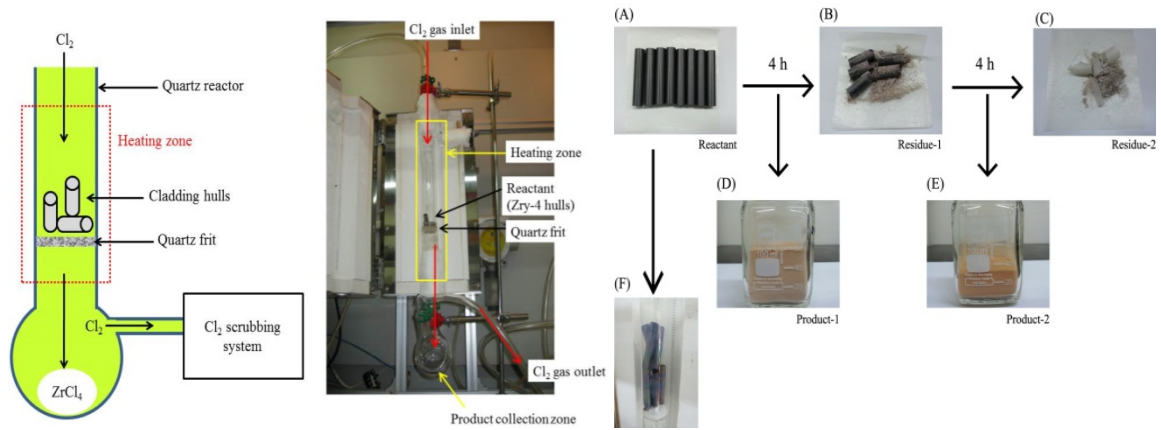 Cl2
Quartz reactor
Heating zone
Cladding hulls
Quartz frit
Cl2
Cl2 scrubbing
system
ZrCl4
Cl2 gas inlet
Heating zone
Reactant
(Zry-4 hulls)
Quartz frit
Cl2 gas outlet
Product collection zone
(A)
Reactant
4 h
(B)
Residue-1
4 h
(C)
Residue-2
(D)
Product-1
(E)
Product-2
(F)